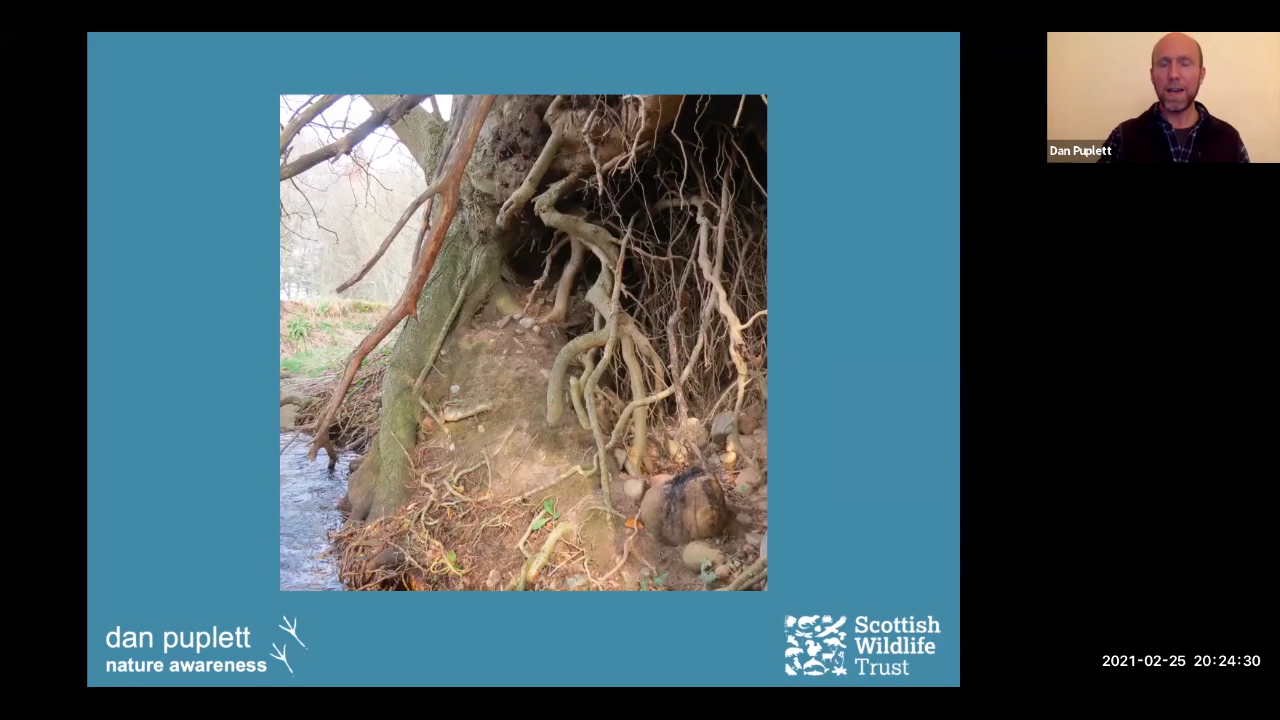 Dan Puplett
dan puplett
nature awareness
Scottish
Wildlife
Trust
2021-02-25 20:24:30